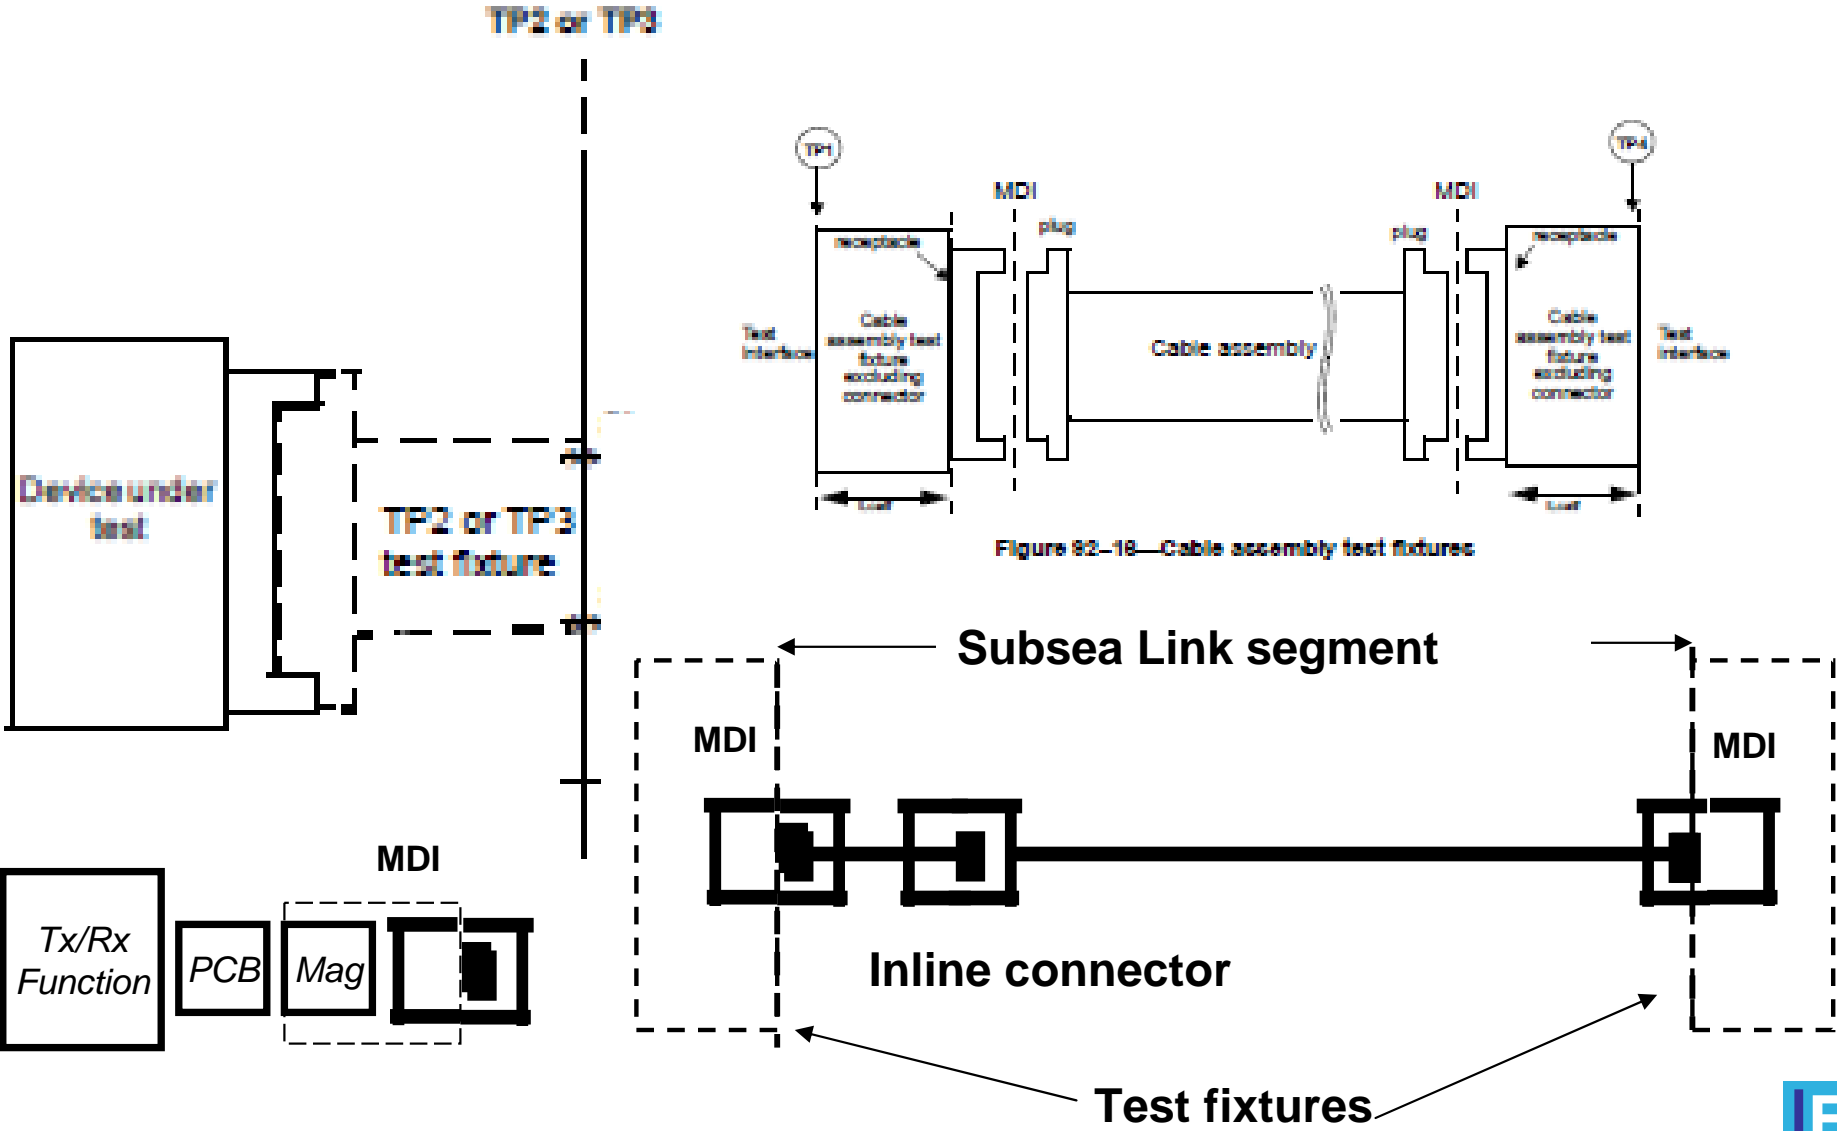 TP2 or TP3
TP1
TP4
MDI
MDI
plug
plug
receptacle
receptacle
Test
Interface
Cable
assembly test
fixture
excluding
connector
Cable assembly
Cable
assembly test
fixture
excluding
connector
Test
Interface
Figure 92–18—Cable assembly test fixtures
Device under
test
TP2 or TP3
test fixture
Subsea Link segment
MDI
MDI
MDI
Tx/Rx
Function
PCB
Mag
Inline connector
Test fixtures